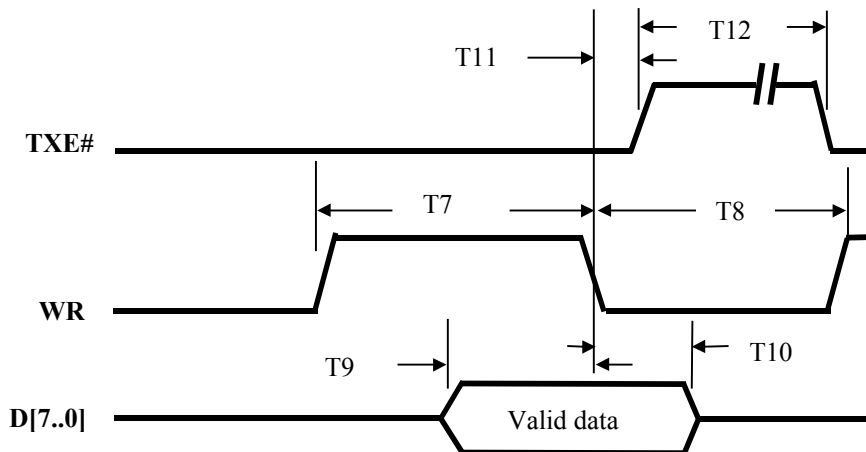 T12
T11
TXE#
T7
T8
WR
T9
T10
D[7..0]
Valid data